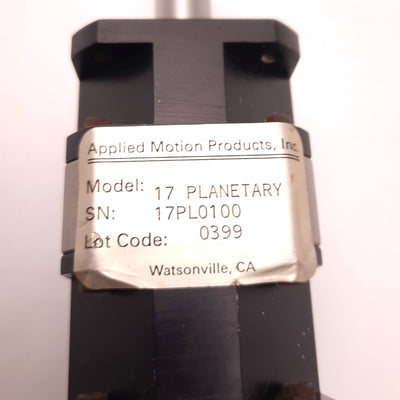 Applied Motion Products, Inc.
Model: 17 PLANETARY
SN: 17PL0100
Lot Code: 0399
Watsonville, CA